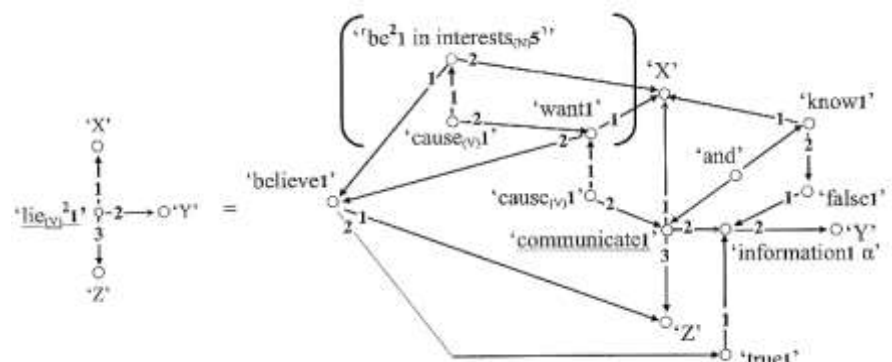 ‘⌜be²1 in interests(N)5⌝’
2
1
‘X’
1
‘want1’
1
‘know1’
2
1
‘X’
‘cause(V)1’
2
2
‘and’
‘believe1’
1
‘cause(V)1’
1
‘false1’
‘lie(V)²1’
2
‘Y’
=
2
1
2
1
2
2
‘Y’
3
‘communicate1’
3
‘information1 α’
‘Z’
1
‘Z’
‘true1’